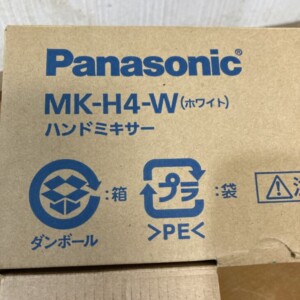 Panasonic®
MK-H4-W(ホワイト)
ハンドミキサー
:箱
プラ
:袋
ダンボール
>PE<